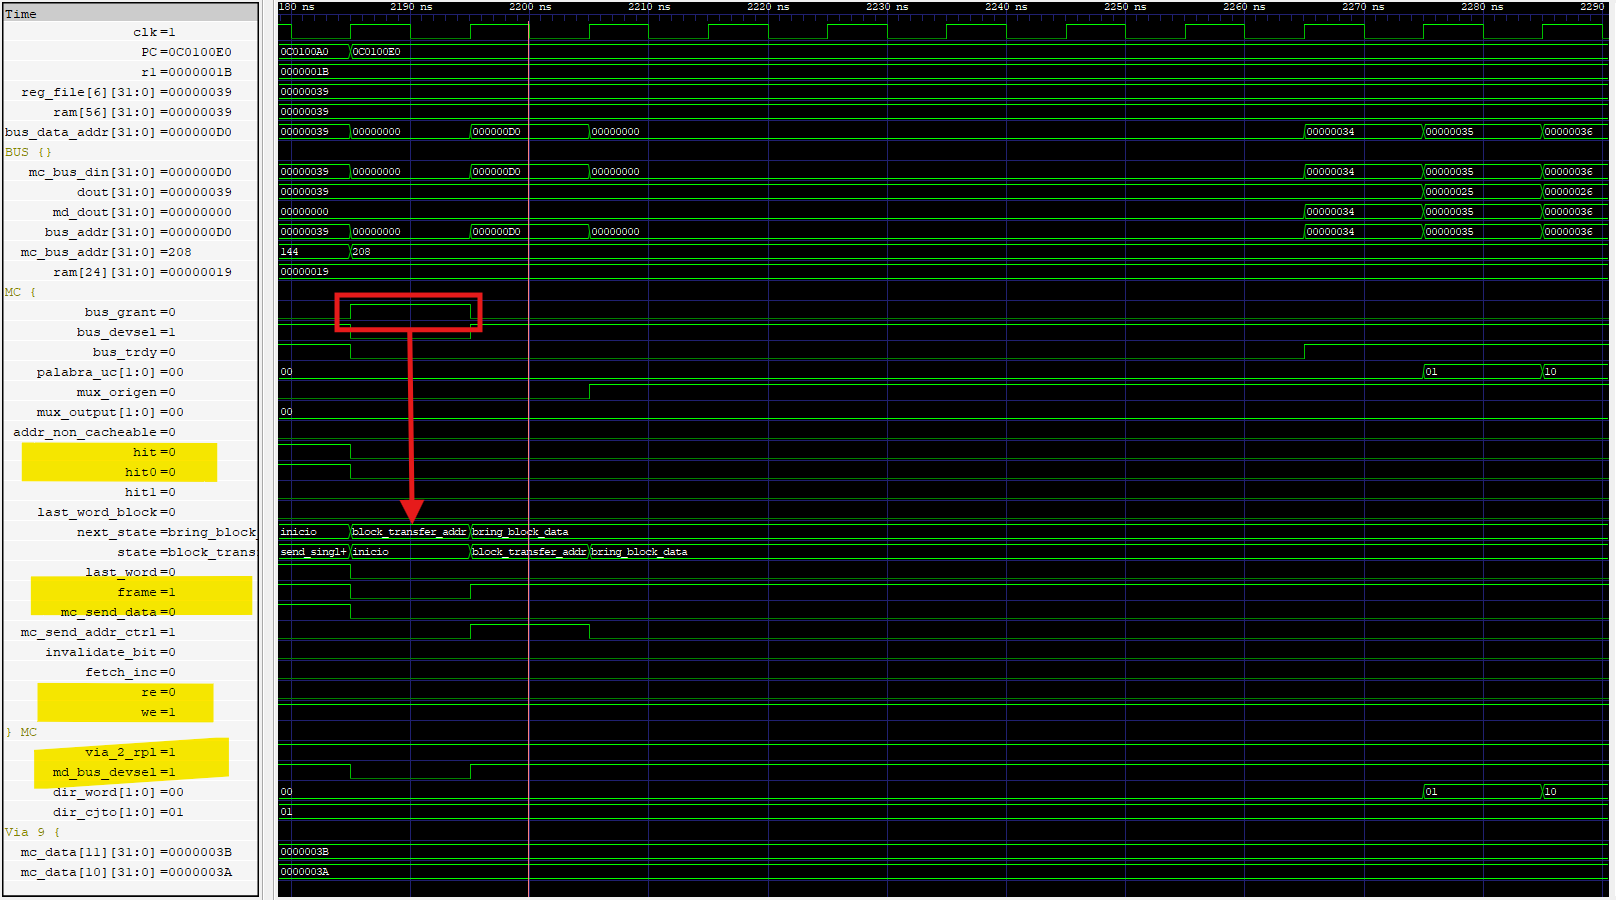 Time 180 ns 2190 ns 2200 ns 2210 ns 2220 ns 2230 ns 2240 ns 2250 ns 2260 ns 2270 ns 2280 ns 2290
clk=1
PC=0C0100E0 0C0100A0 0C0100E0
r1=0000001B 0000001B
reg_file[6][31:0]=00000039 00000039
ram[56][31:0]=00000039 00000039
bus_data_addr[31:0]=000000D0 00000039 00000000 000000D0 00000000 00000034 00000035 00000036
BUS {}
mc_bus_din[31:0]=000000D0 00000039 00000000 000000D0 00000000 00000034 00000035 00000036
dout[31:0]=00000039 00000039 00000025 00000026
md_dout[31:0]=00000000 00000000 00000034 00000035 00000036
bus_addr[31:0]=000000D0 00000039 00000000 000000D0 00000000 00000034 00000035 00000036
mc_bus_addr[31:0]=208 144 208
ram[24][31:0]=00000019 00000019
MC {
bus_grant=0
bus_devsel=1
bus_trdy=0
palabra_uc[1:0]=00 00 01 10
mux_origen=0
mux_output[1:0]=00 00
addr_non_cacheable=0
hit=0
hit0=0
hit1=0
last_word_block=0
next_state=bring_block inicio block_transfer_addr bring_block_data
state=block_trans send_singl+ inicio block_transfer_addr bring_block_data
last_word=0
frame=1
mc_send_data=0
mc_send_addr_ctrl=1
invalidate_bit=0
fetch_inc=0
re=0
we=1
} MC
via_2_rpl=1
md_bus_devsel=1
dir_word[1:0]=00 00 01 10
dir_cjto[1:0]=01 01
Via 9 {
mc_data[11][31:0]=0000003B 0000003B
mc_data[10][31:0]=0000003A 0000003A